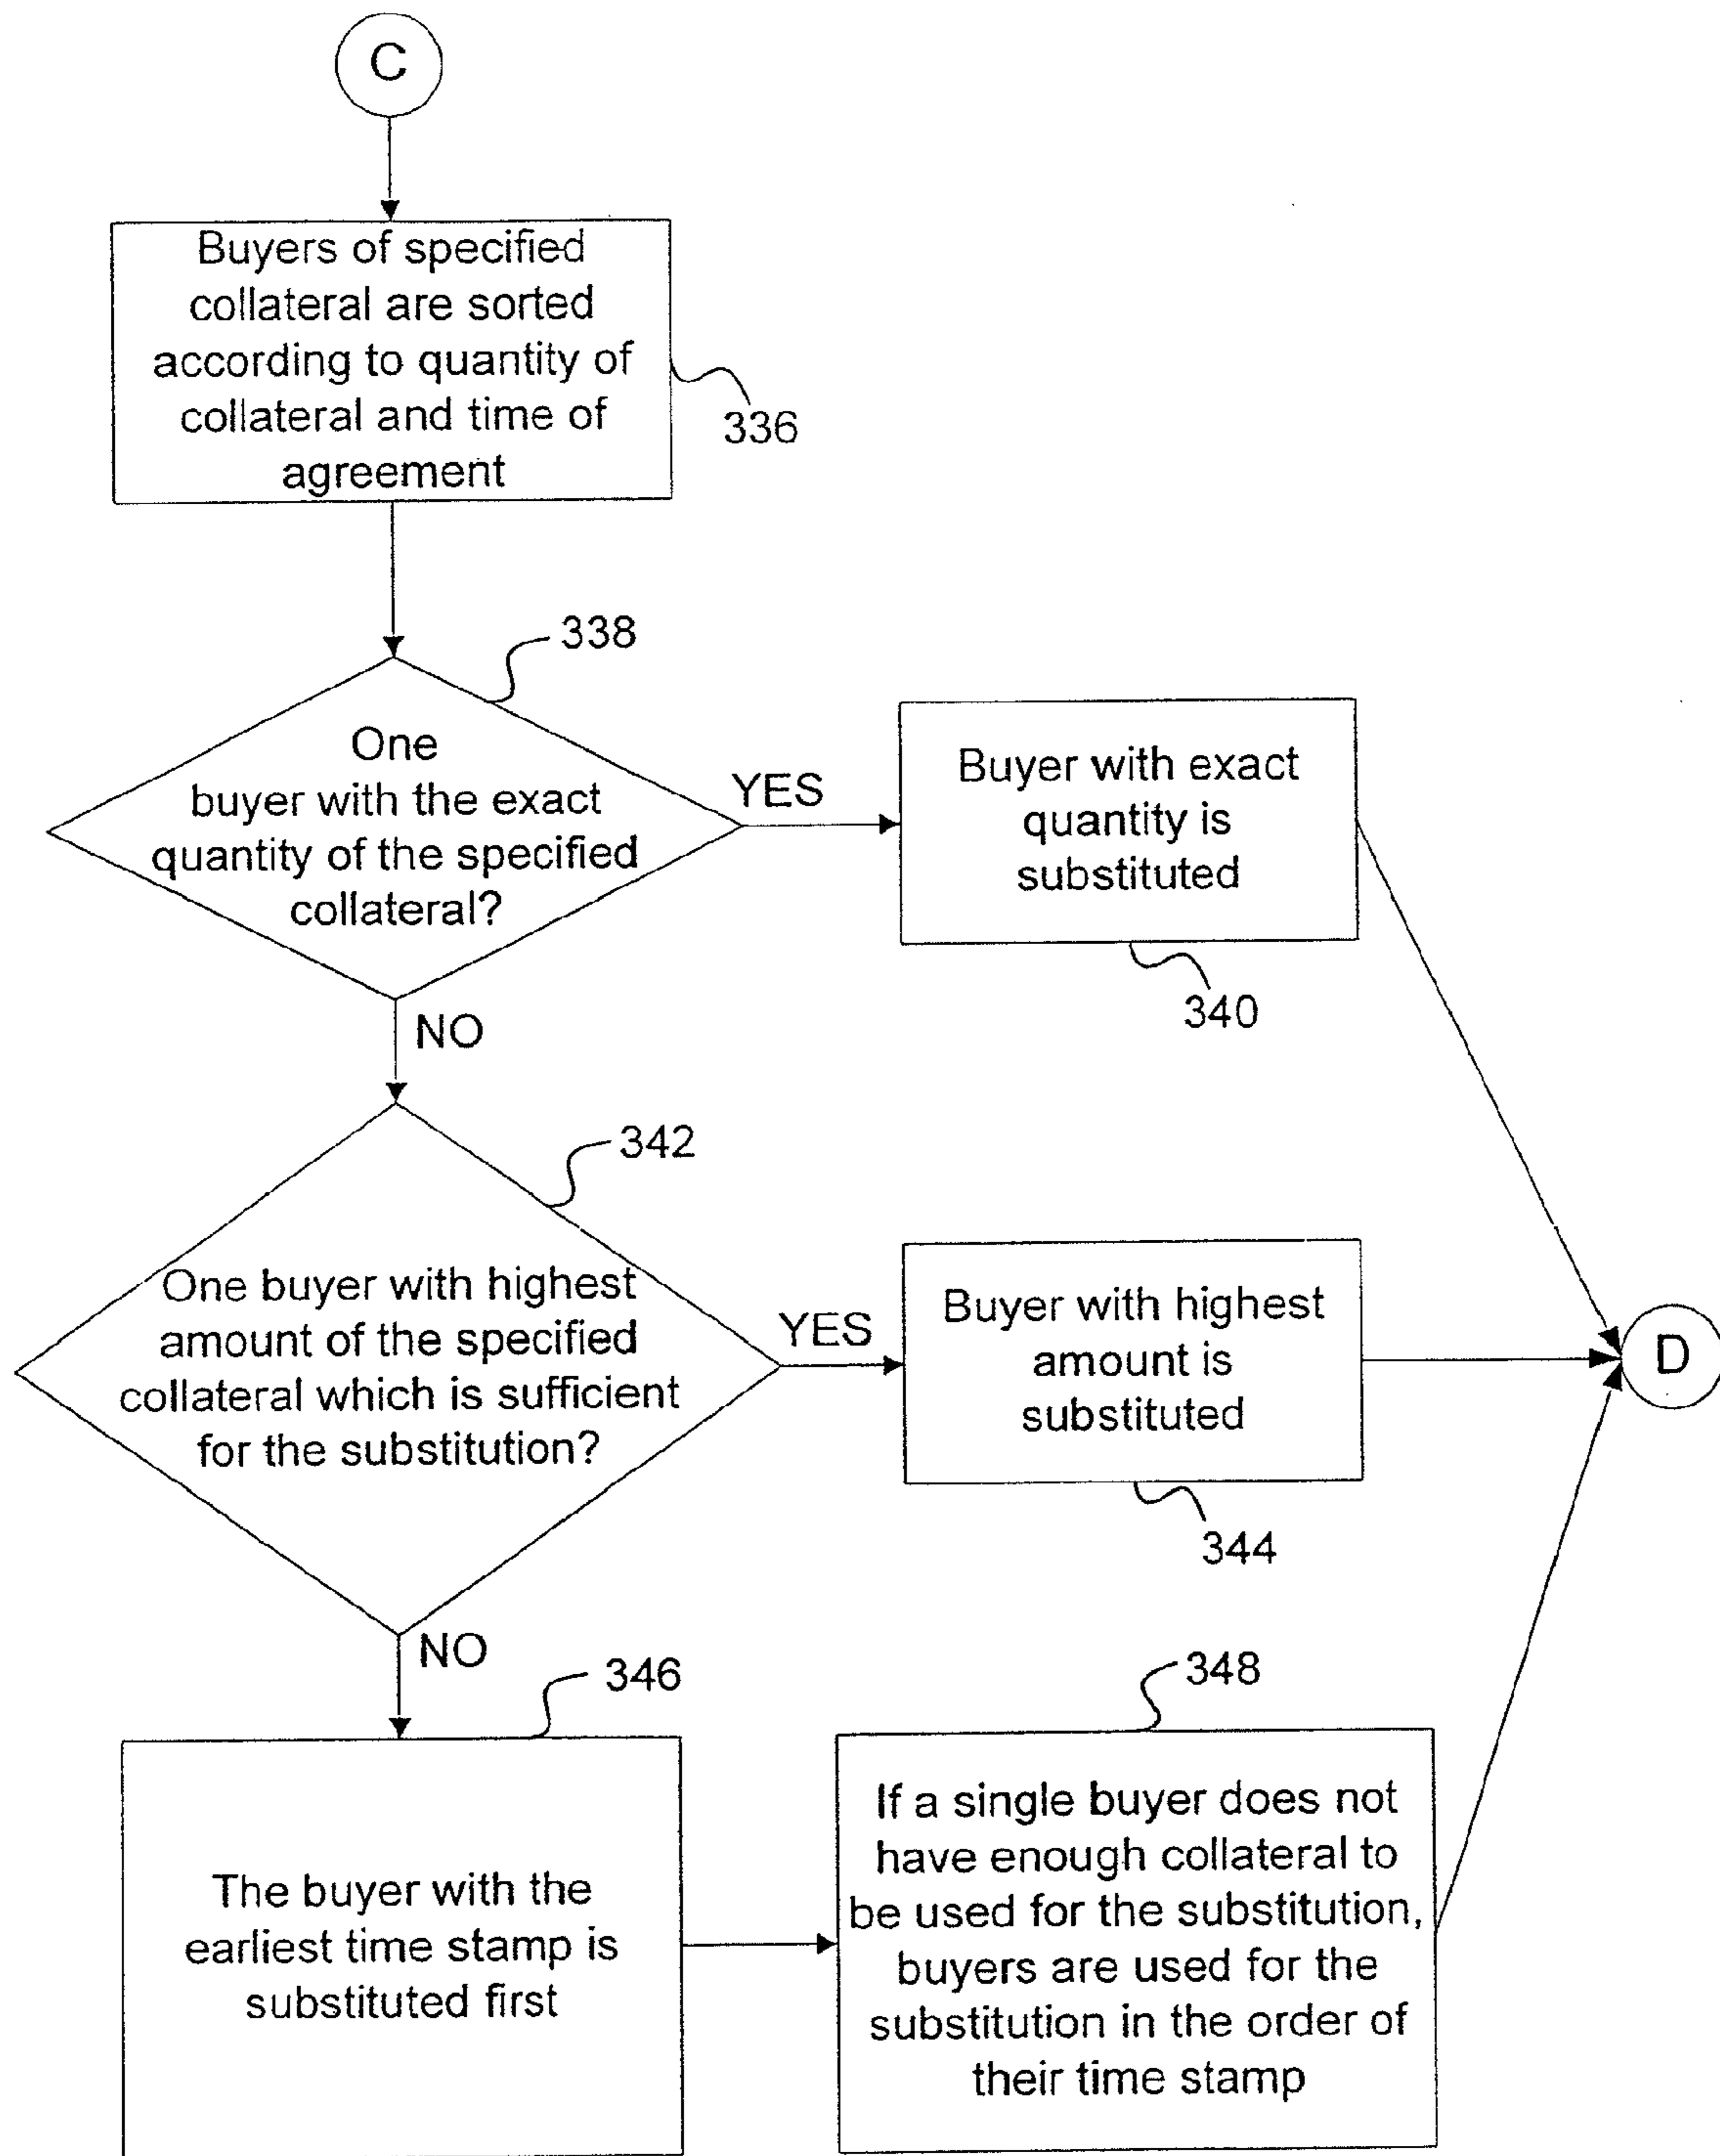 C
Buyers of specified
collateral are sorted
according to quantity of
collateral and time of
agreement
336
338
One
buyer with the exact
quantity of the specified
collateral?
YES
Buyer with exact
quantity is
substituted
340
NO
342
One buyer with highest
amount of the specified
collateral which is sufficient
for the substitution?
YES
Buyer with highest
amount is
substituted
344
D
NO
346
The buyer with the
earliest time stamp is
substituted first
348
If a single buyer does not
have enough collateral to
be used for the substitution,
buyers are used for the
substitution in the order of
their time stamp